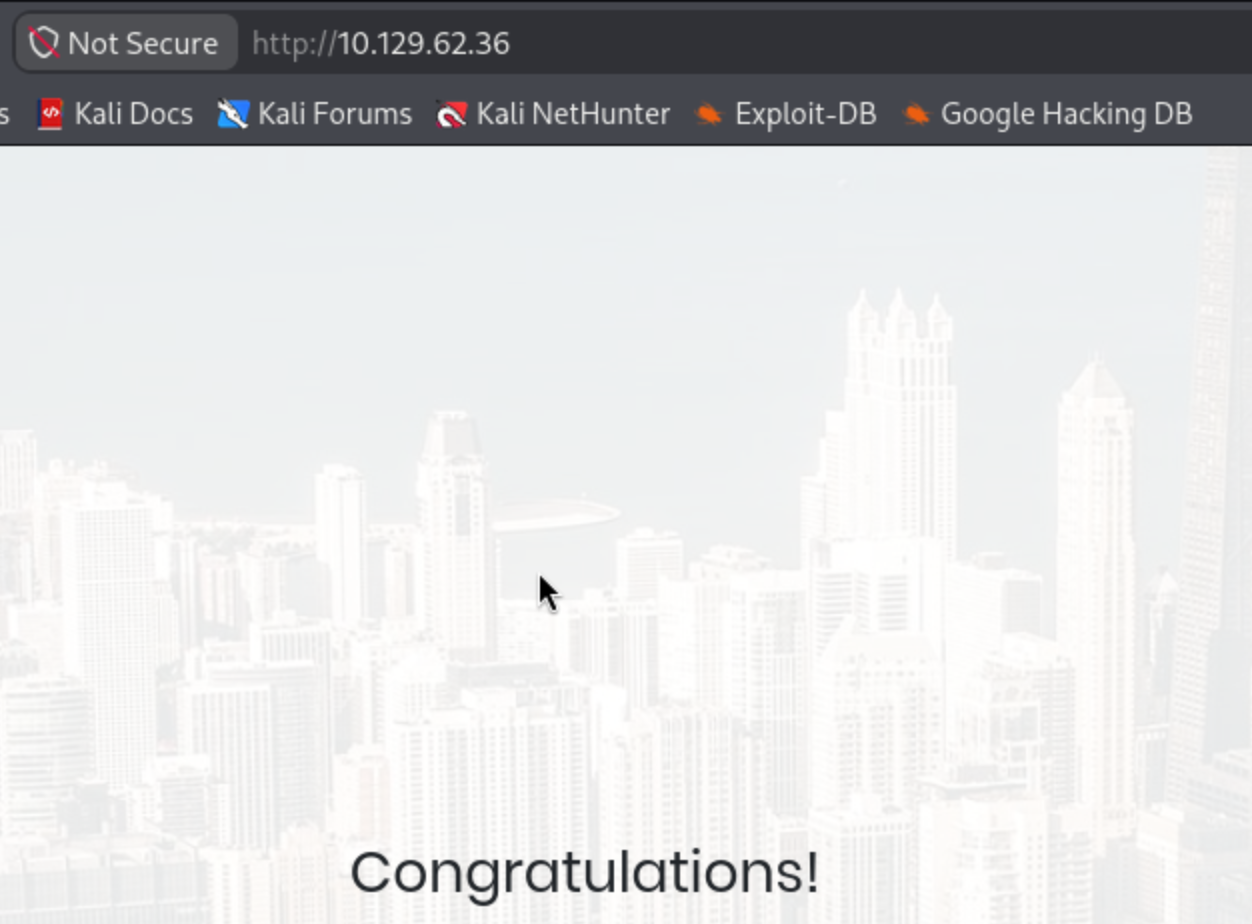 Not Secure http://10.129.62.36
s Kali Docs Kali Forums Kali NetHunter Exploit-DB Google Hacking DB
Congratulations!